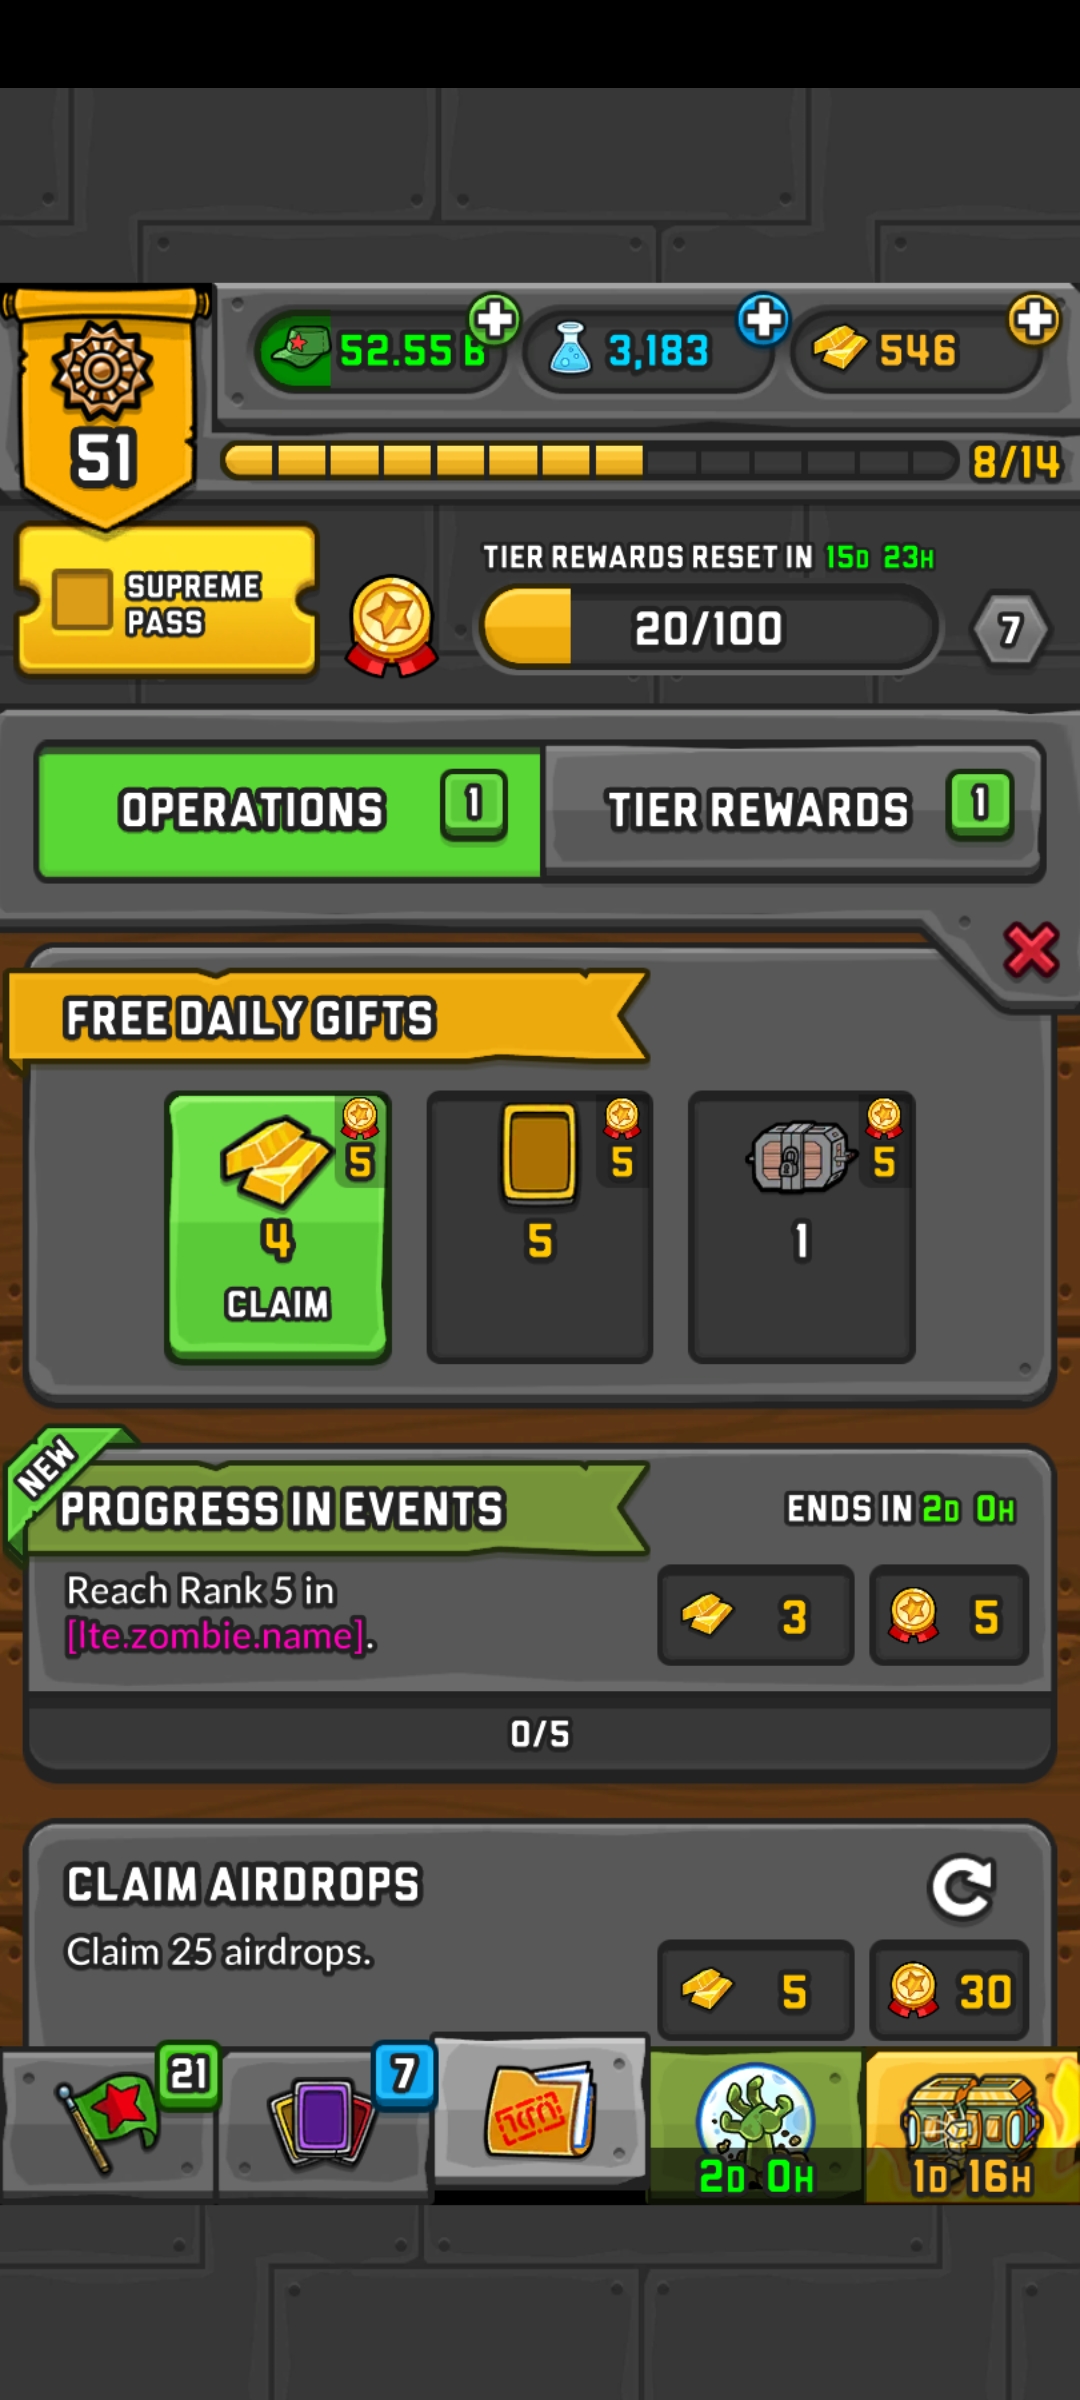 52.55 B
3,183
546
51
8/14
TIER REWARDS RESET IN 15D 23H
SUPREME
PASS
20/100
7
OPERATIONS
1
TIER REWARDS
1
FREE DAILY GIFTS
5
5
5
4
5
1
CLAIM
NEW
PROGRESS IN EVENTS
ENDS IN 2D 0H
Reach Rank 5 in
[lte.zombie.name].
3
5
0/5
CLAIM AIRDROPS
Claim 25 airdrops.
5
30
21
7
2D 0H
1D 16H